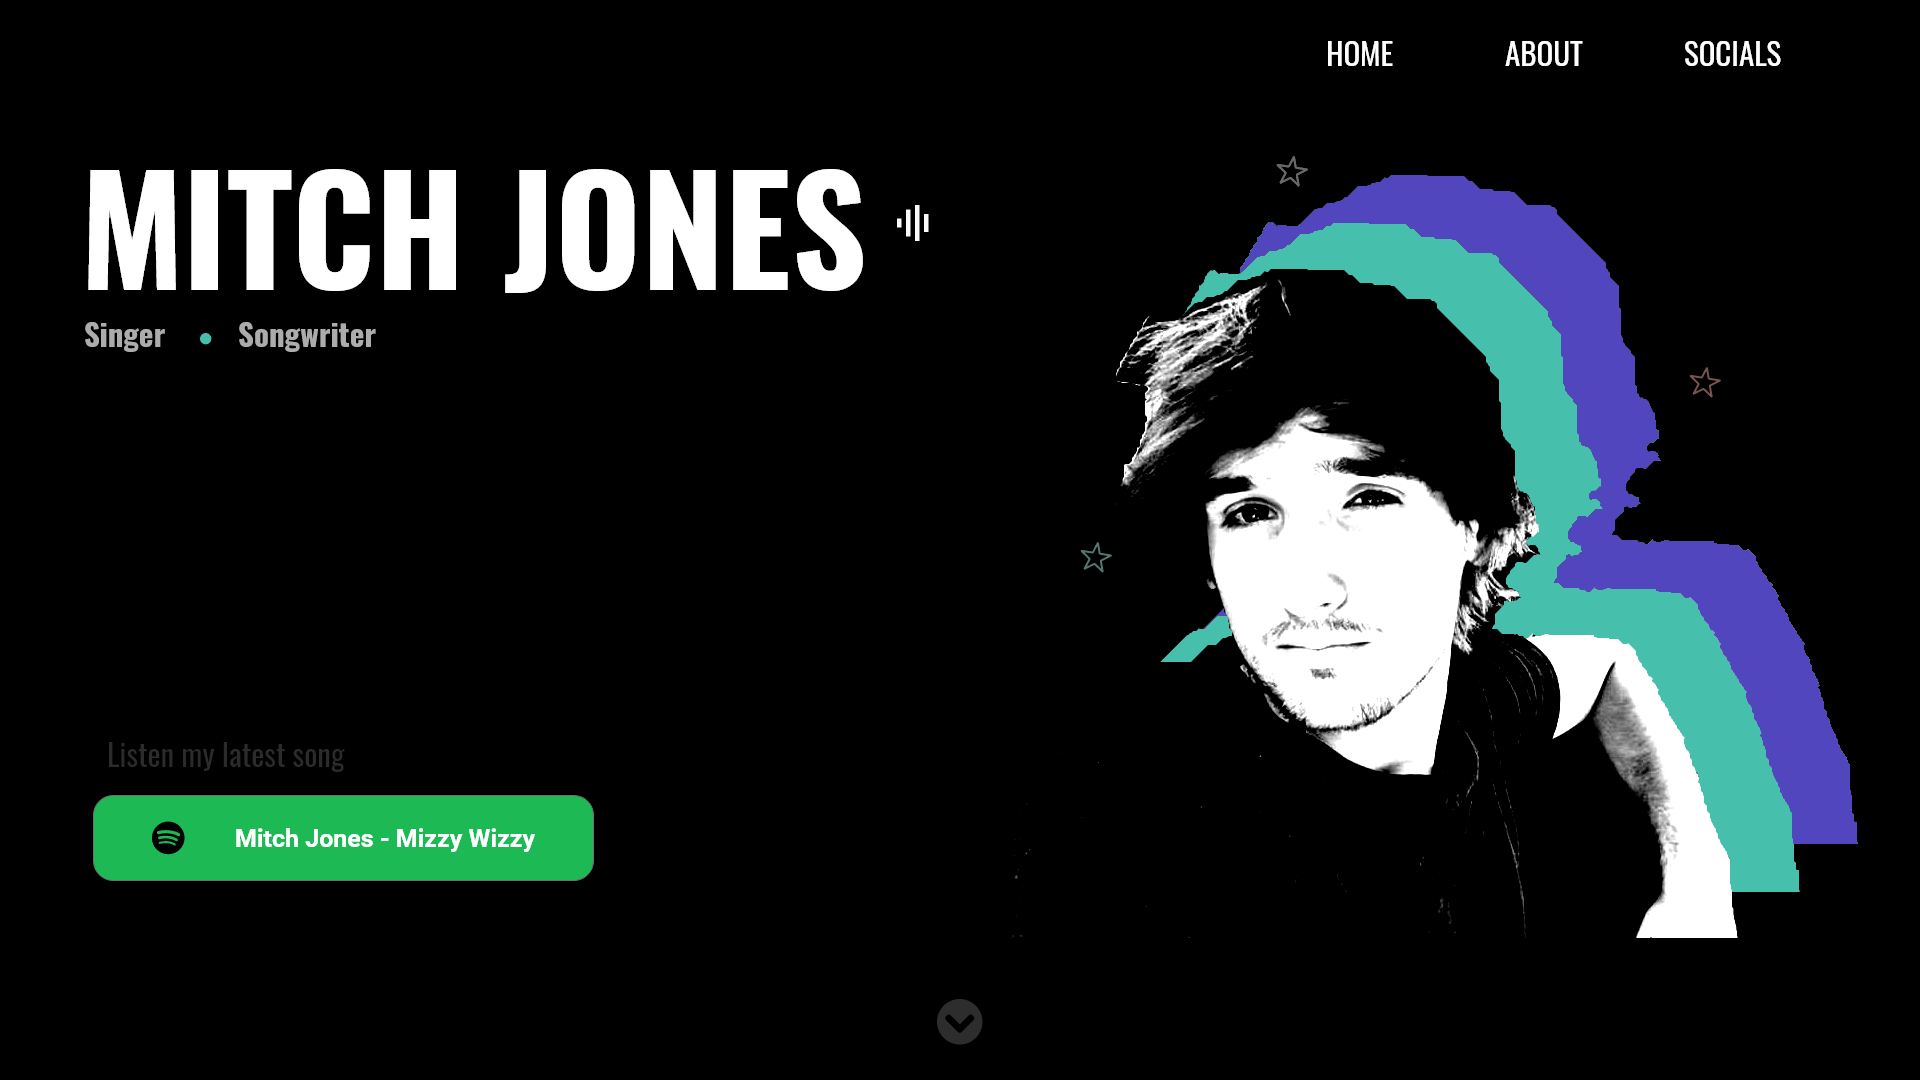 HOME ABOUT SOCIALS
MITCH JONES
Singer • Songwriter
Listen my latest song
Mitch Jones - Mizzy Wizzy